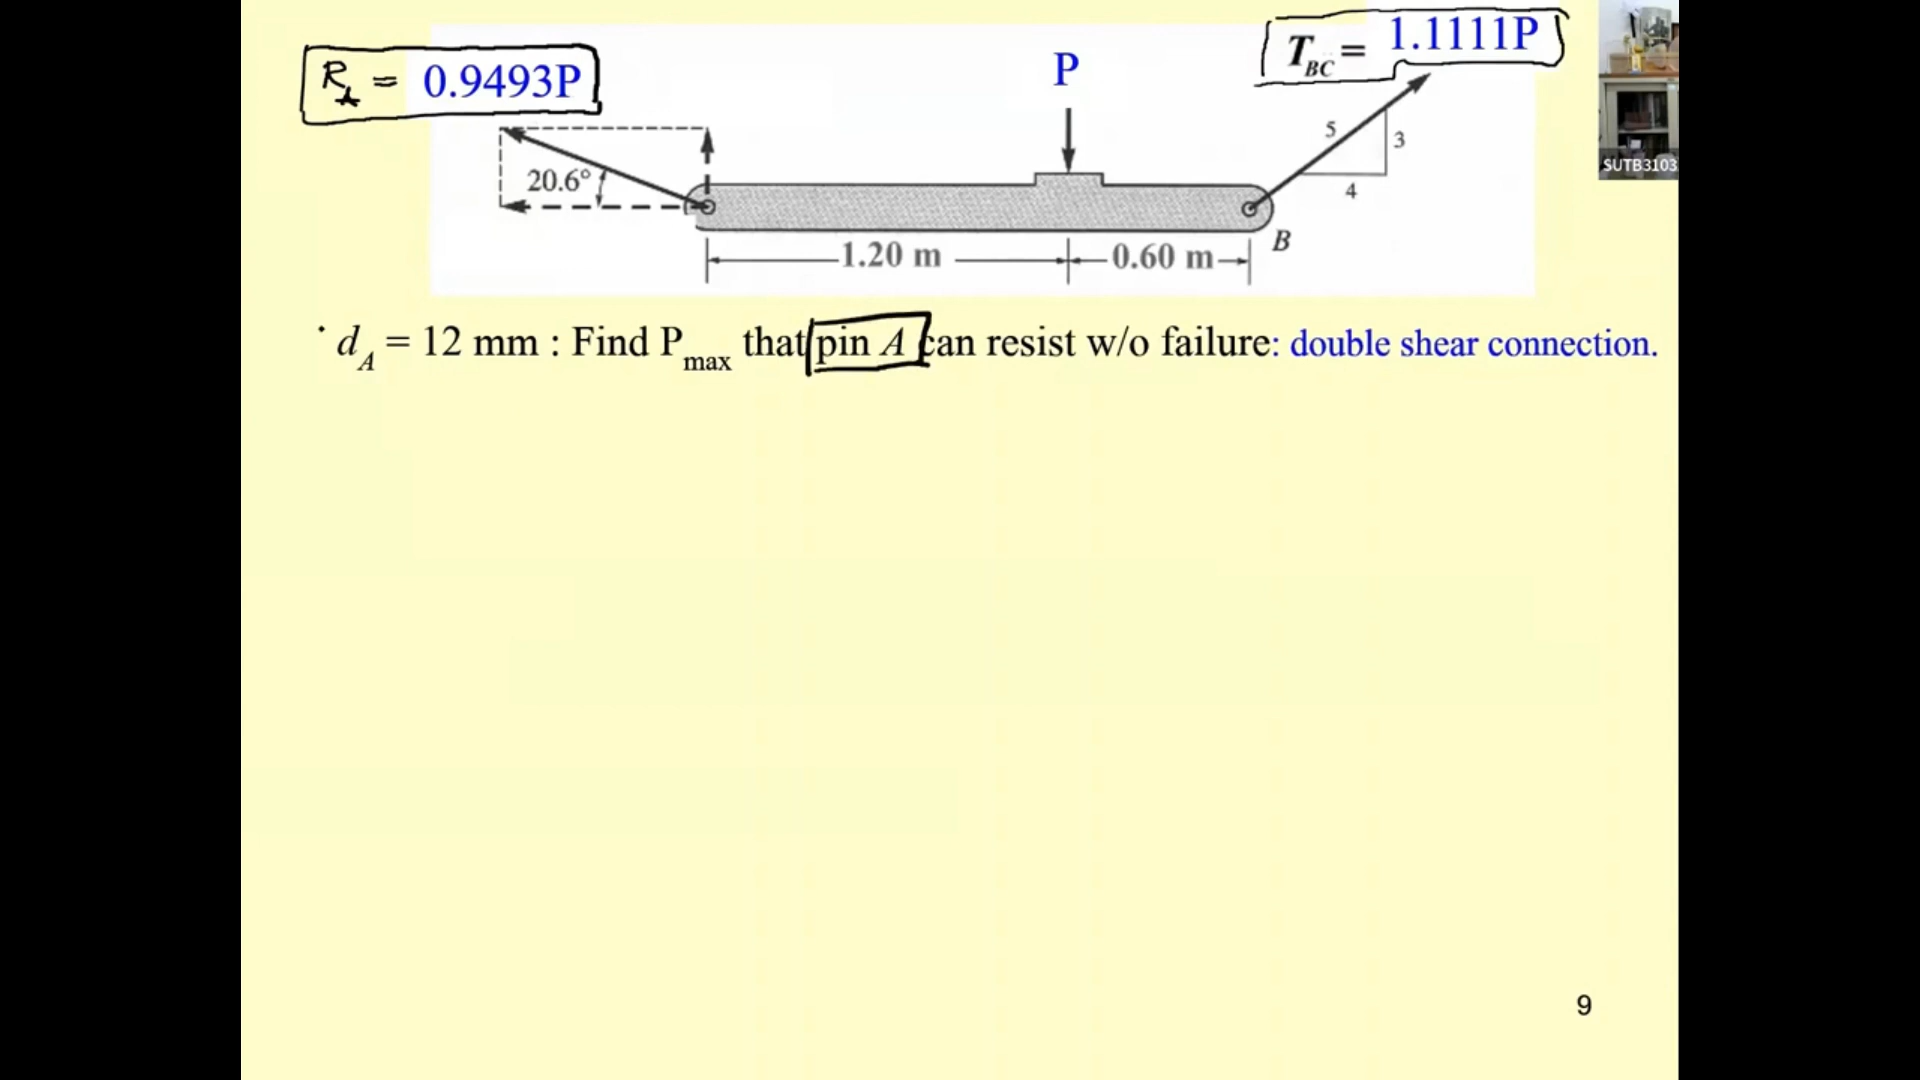 R_A = 0.9493P
P
T_BC = 1.1111P
5
3
4
20.6°
B
1.20 m
0.60 m
d_A = 12 mm : Find P_max that pin A can resist w/o failure: double shear connection.
SUTB3103
9